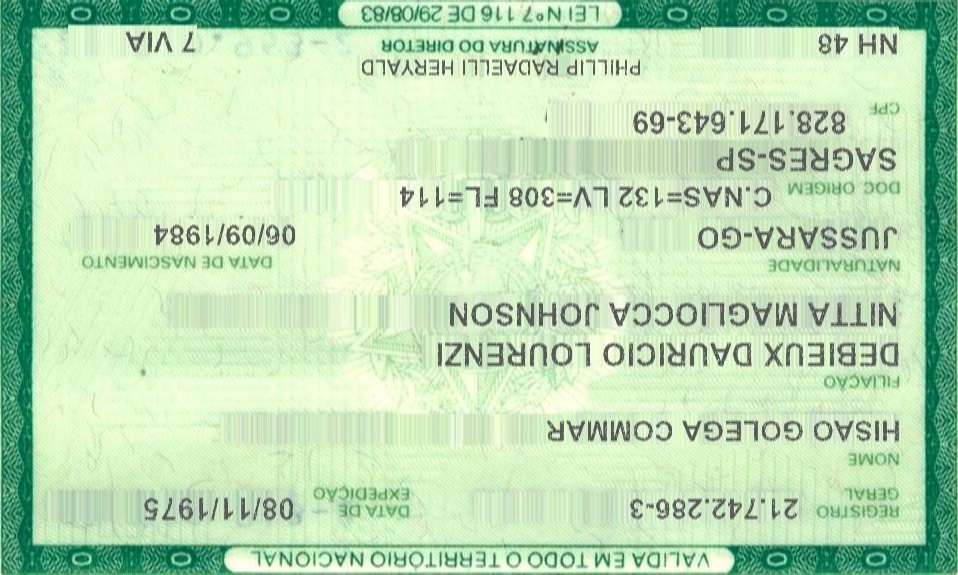 VALIDA EM TODO O TERRITÓRIO NACIONAL
REGISTRO GERAL 21.742.286-3 DATA DE EXPEDIÇÃO 08/11/1975
NOME
HISAO GOLEGA COMMAR
FILIAÇÃO
DEBIEUX DAURICIO LOURENZI
NITTA MAGLIOCCA JOHNSON
NATURALIDADE DATA DE NASCIMENTO
JUSSARA-GO 06/09/1984
DOC ORIGEM C.NAS=132 LV=308 FL=114
SAGRES-SP
CPF 828.171.643-69
PHILLIP RADAELLI HERYALD
NH 48 ASSINATURA DO DIRETOR 7 VIA
LEI Nº 7.116 DE 29/08/83